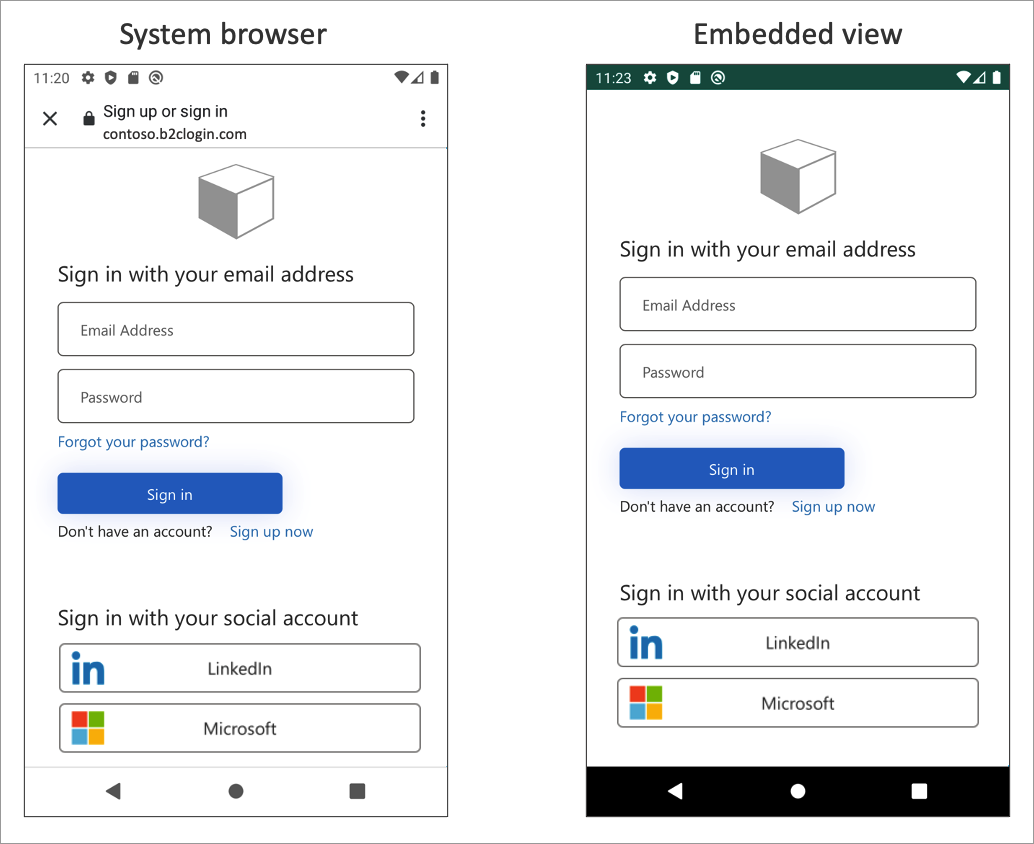 System browser
11:20
Sign up or sign in
contoso.b2clogin.com
Sign in with your email address
Email Address
Password
Forgot your password?
Sign in
Don't have an account? Sign up now
Sign in with your social account
in LinkedIn
Microsoft
Embedded view
11:23
Sign in with your email address
Email Address
Password
Forgot your password?
Sign in
Don't have an account? Sign up now
Sign in with your social account
in LinkedIn
Microsoft